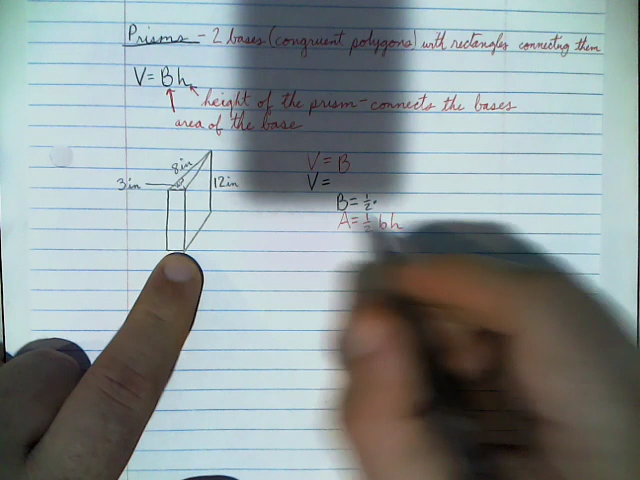 Prisms - 2 bases (congruent polygons) with rectangles connecting them
V = Bh
height of the prism - connects the bases
area of the base
8in
3in
12in
V = B
V =
B = ½ ·
A = ½ bh